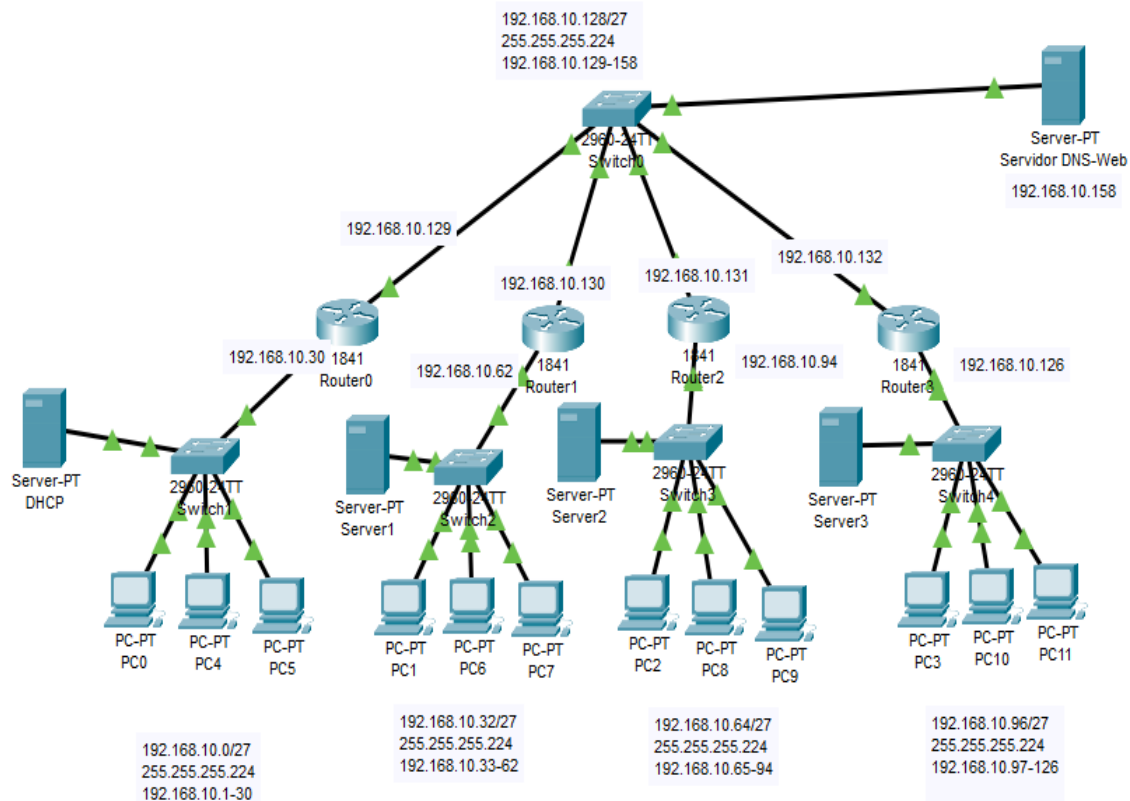 192.168.10.128/27
255.255.255.224
192.168.10.129-158
2960-24TT
Switch0
Server-PT
Servidor DNS-Web
192.168.10.158
192.168.10.129
192.168.10.130
192.168.10.131
192.168.10.132
192.168.10.30
1841
Router0
192.168.10.62
1841
Router1
1841
Router2
192.168.10.94
1841
Router3
192.168.10.126
Server-PT
DHCP
2960-24TT
Switch1
Server-PT
Server1
2960-24TT
Switch2
Server-PT
Server2
2960-24TT
Switch3
Server-PT
Server3
2960-24TT
Switch4
PC-PT
PC0
PC-PT
PC4
PC-PT
PC5
PC-PT
PC1
PC-PT
PC6
PC-PT
PC7
PC-PT
PC2
PC-PT
PC8
PC-PT
PC9
PC-PT
PC3
PC-PT
PC10
PC-PT
PC11
192.168.10.0/27
255.255.255.224
192.168.10.1-30
192.168.10.32/27
255.255.255.224
192.168.10.33-62
192.168.10.64/27
255.255.255.224
192.168.10.65-94
192.168.10.96/27
255.255.255.224
192.168.10.97-126